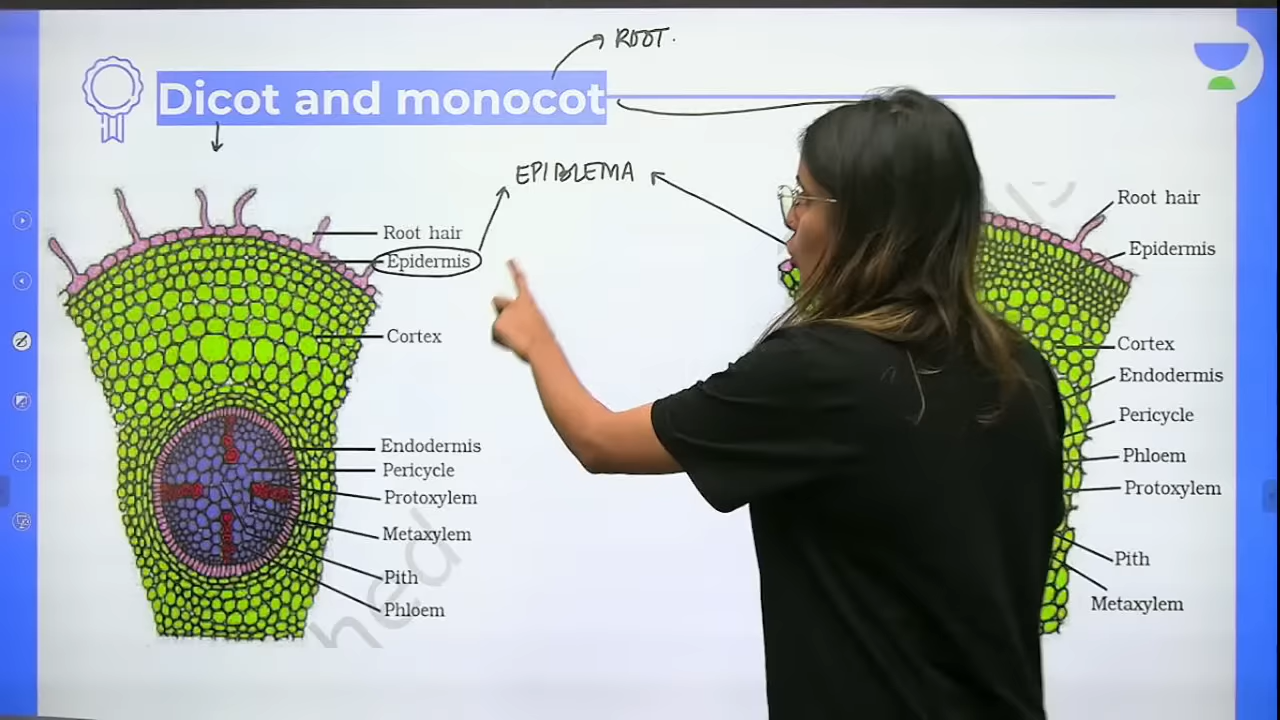 ROOT.
Dicot and monocot
EPIBLEMA
Root hair
Epidermis
Cortex
Endodermis
Pericycle
Protoxylem
Metaxylem
Pith
Phloem
Root hair
Epidermis
Cortex
Endodermis
Pericycle
Phloem
Protoxylem
Pith
Metaxylem
hed